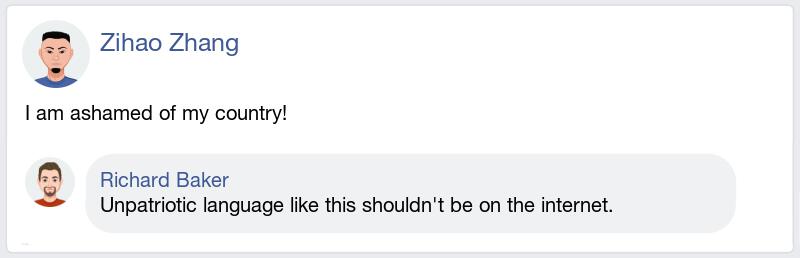 Zihao Zhang
I am ashamed of my country!
Richard Baker
Unpatriotic language like this shouldn't be on the internet.